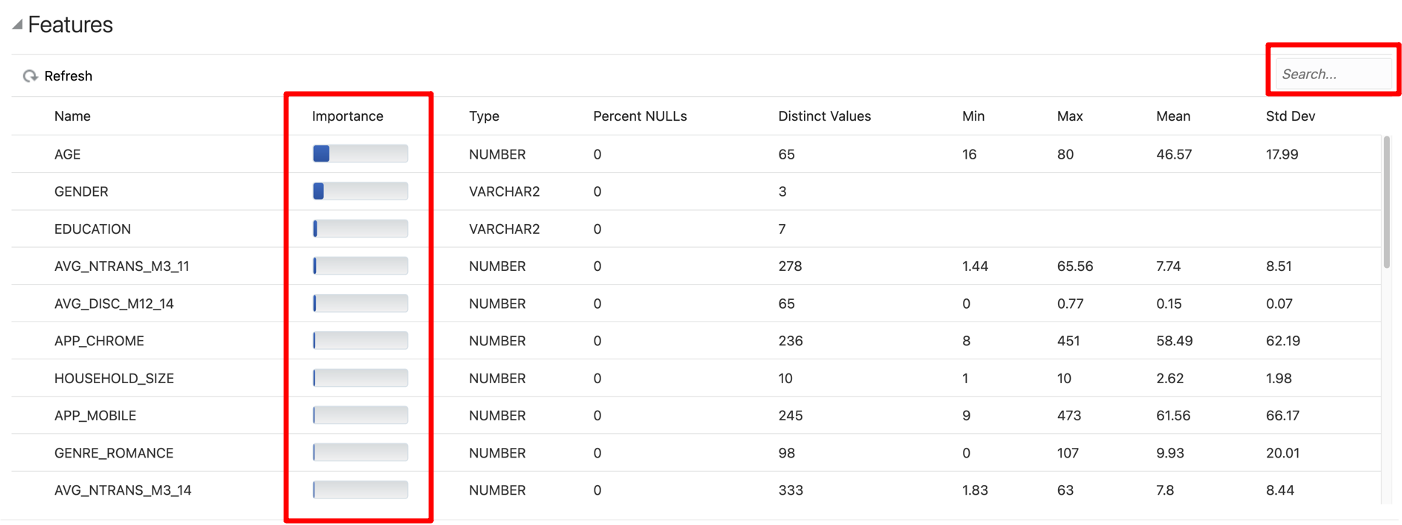 Features
Refresh
Search...
Name Importance Type Percent NULLs Distinct Values Min Max Mean Std Dev
AGE NUMBER 0 65 16 80 46.57 17.99
GENDER VARCHAR2 0 3
EDUCATION VARCHAR2 0 7
AVG_NTRANS_M3_11 NUMBER 0 278 1.44 65.56 7.74 8.51
AVG_DISC_M12_14 NUMBER 0 65 0 0.77 0.15 0.07
APP_CHROME NUMBER 0 236 8 451 58.49 62.19
HOUSEHOLD_SIZE NUMBER 0 10 1 10 2.62 1.98
APP_MOBILE NUMBER 0 245 9 473 61.56 66.17
GENRE_ROMANCE NUMBER 0 98 0 107 9.93 20.01
AVG_NTRANS_M3_14 NUMBER 0 333 1.83 63 7.8 8.44